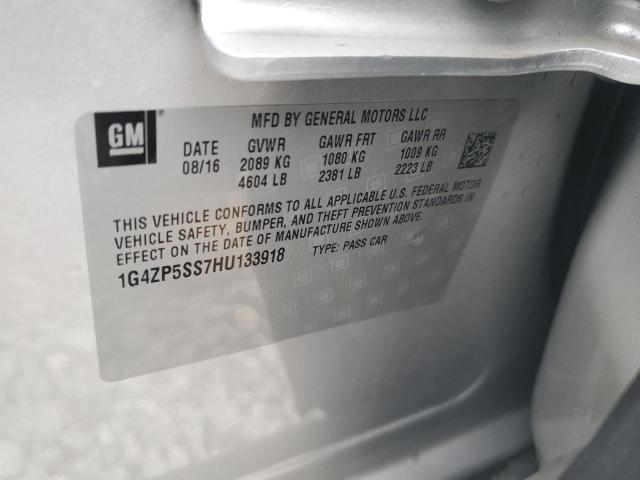 GM
MFD BY GENERAL MOTORS LLC
DATE GVWR GAWR FRT GAWR RR
08/16 2089 KG 1080 KG 1009 KG
4604 LB 2381 LB 2223 LB
THIS VEHICLE CONFORMS TO ALL APPLICABLE U.S. FEDERAL MOTOR
VEHICLE SAFETY, BUMPER, AND THEFT PREVENTION STANDARDS IN
EFFECT ON THE DATE OF MANUFACTURE SHOWN ABOVE.
1G4ZP5SS7HU133918 TYPE: PASS CAR